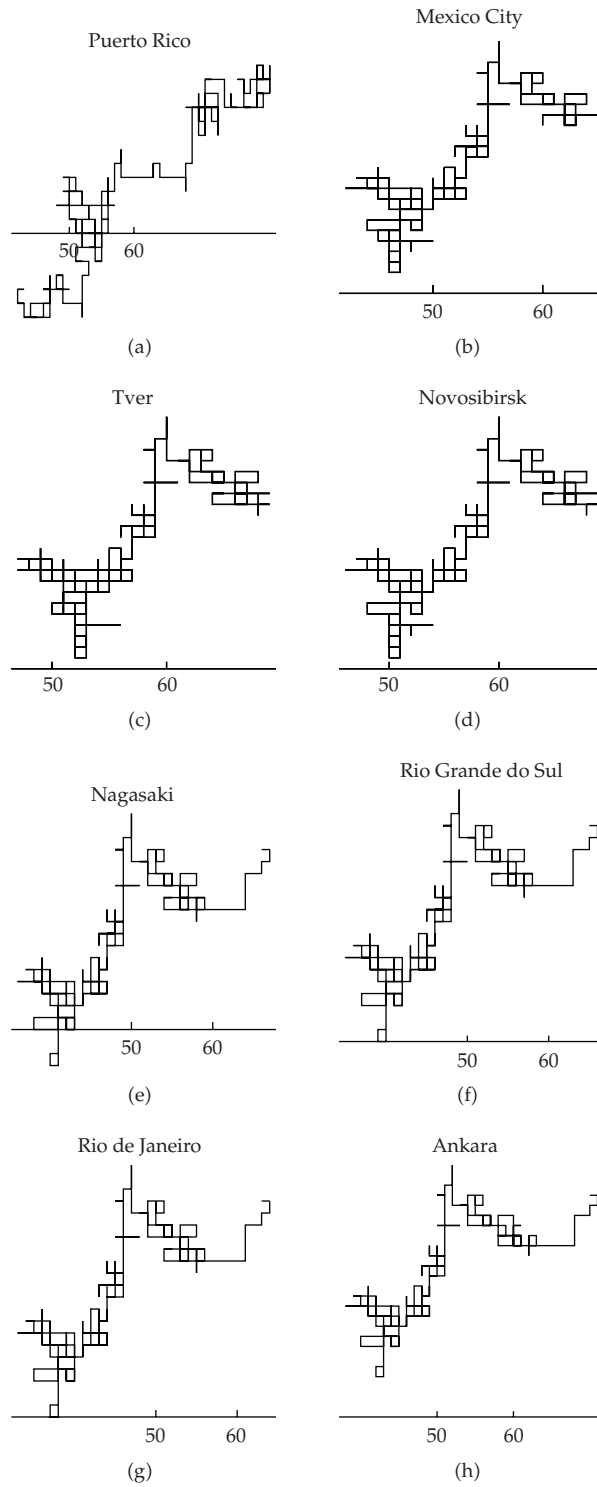 Puerto Rico
50 60
(a)
Mexico City
50 60
(b)
Tver
50 60
(c)
Novosibirsk
50 60
(d)
Nagasaki
50 60
(e)
Rio Grande do Sul
50 60
(f)
Rio de Janeiro
50 60
(g)
Ankara
50 60
(h)